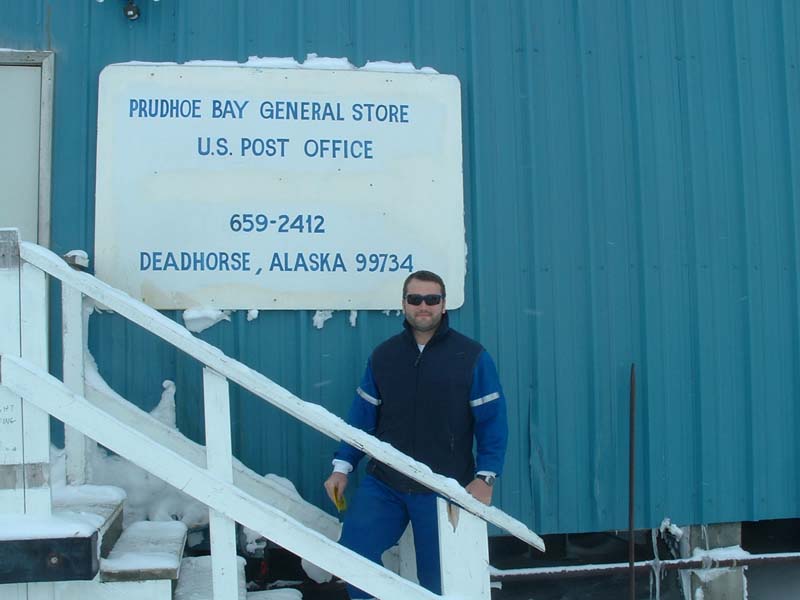 PRUDHOE BAY GENERAL STORE
U.S. POST OFFICE
659-2412
DEADHORSE, ALASKA 99734